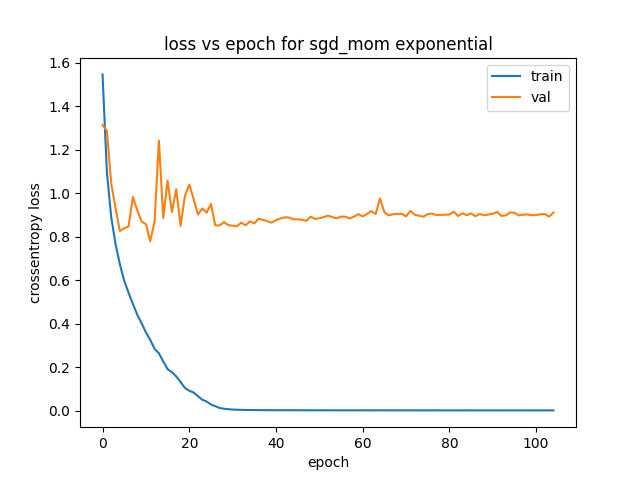 loss vs epoch for sgd_mom exponential
train
val
crossentropy loss
1.6
1.4
1.2
1.0
0.8
0.6
0.4
0.2
0.0
0 20 40 60 80 100
epoch